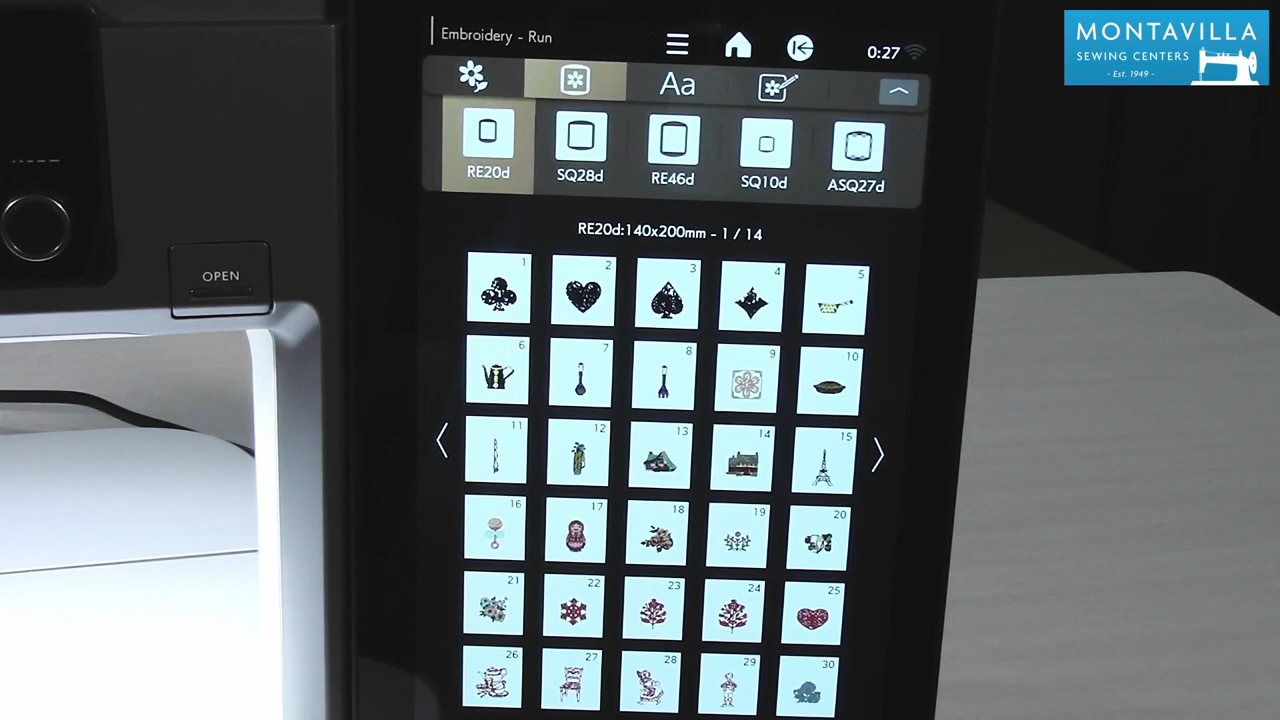 Embroidery - Run
0:27
MONTAVILLA
SEWING CENTERS
- Est. 1949 -
Aa
RE20d SQ28d RE46d SQ10d ASQ27d
RE20d:140x200mm - 1 / 14
OPEN
1 2 3 4 5
6 7 8 9 10
11 12 13 14 15
16 17 18 19 20
21 22 23 24 25
26 27 28 29 30